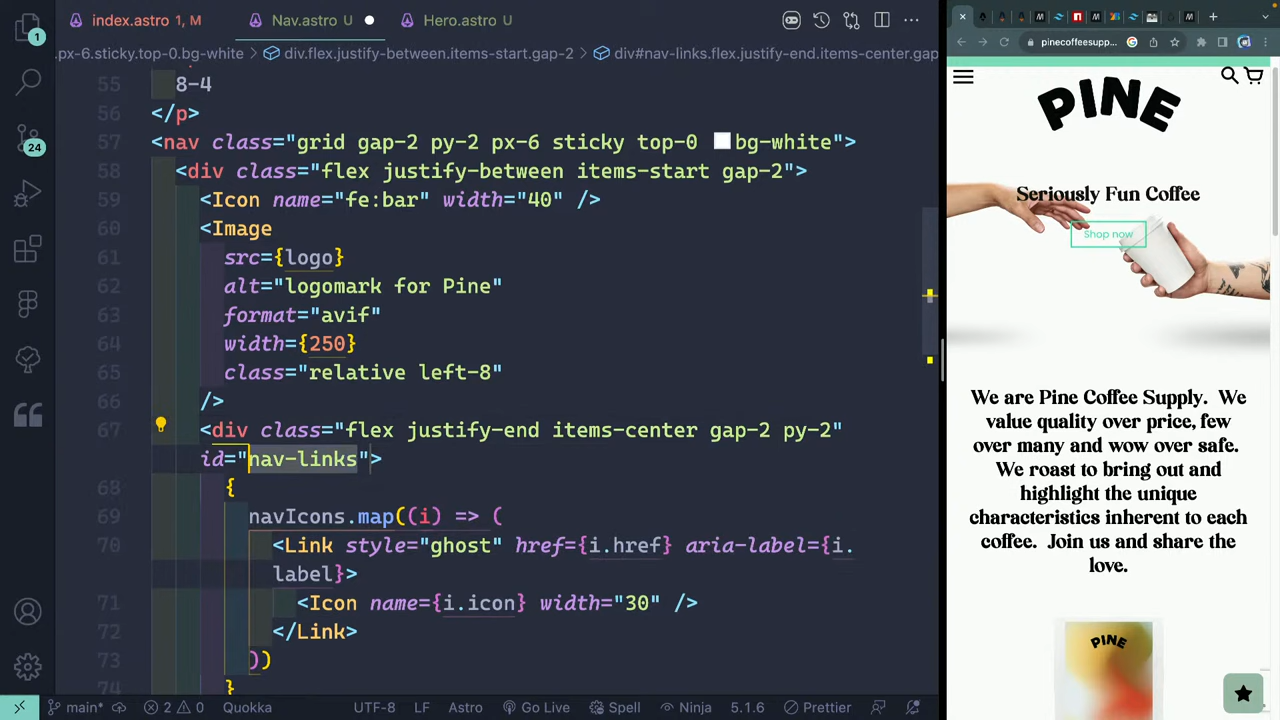 index.astro 1, M
Nav.astro U
Hero.astro U
1
24
.px-6.sticky.top-0.bg-white> div.flex.justify-between.items-start.gap-2 > div#nav-links.flex.justify-end.items-center.gap
55 8-4
56 </p>
57 <nav class="grid gap-2 py-2 px-6 sticky top-0 bg-white">
58 <div class="flex justify-between items-start gap-2">
59 <Icon name="fe:bar" width="40" />
60 <Image
61 src={logo}
62 alt="logomark for Pine"
63 format="avif"
64 width={250}
65 class="relative left-8"
66 />
67 <div class="flex justify-end items-center gap-2 py-2"
id="nav-links">
68 {
69 navIcons.map((i) => (
70 <Link style="ghost" href={i.href} aria-label={i.
label}>
71 <Icon name={i.icon} width="30" />
72 </Link>
73 ))
74 }
main* 2 0 Quokka UTF-8 LF Astro Go Live Spell Ninja 5.1.6 Prettier
pinecoffeesupp...
PINE
Seriously Fun Coffee
Shop now
We are Pine Coffee Supply. We
value quality over price, few
over many and wow over safe.
We roast to bring out and
highlight the unique
characteristics inherent to each
coffee. Join us and share the
love.
PINE